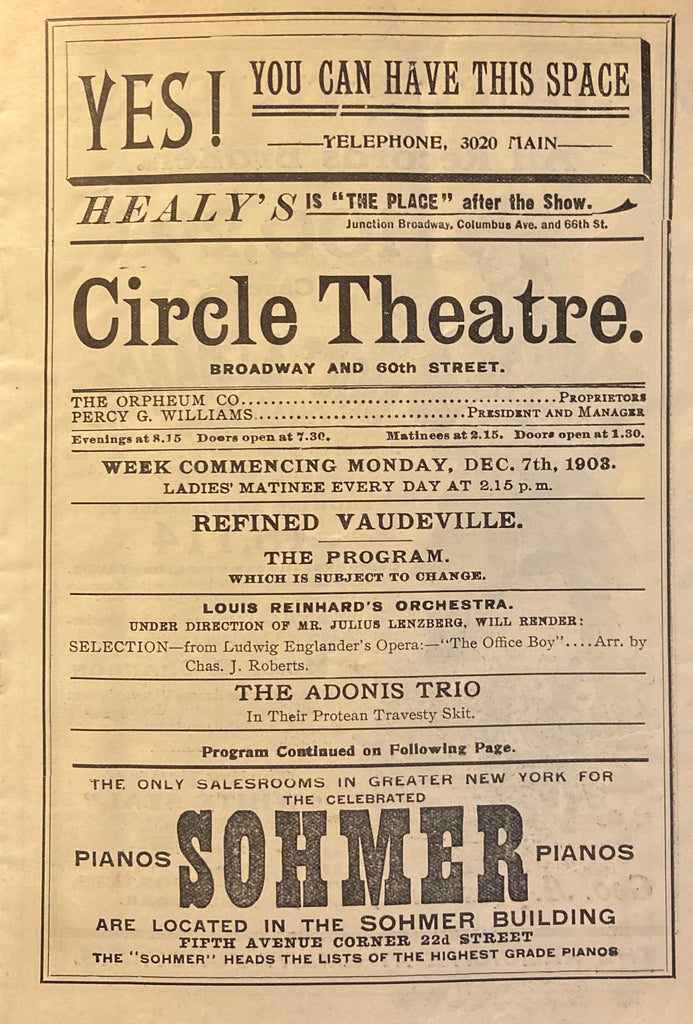 YES!
YOU CAN HAVE THIS SPACE
TELEPHONE, 3020 MAIN
HEALY'S IS "THE PLACE" after the Show.
Junction Broadway, Columbus Ave. and 66th St.
Circle Theatre.
BROADWAY AND 60th STREET.
THE ORPHEUM CO.......................................Proprietors
PERCY G. WILLIAMS..........................President and Manager
Evenings at 8.15 Doors open at 7.30. Matinees at 2.15. Doors open at 1.30.
WEEK COMMENCING MONDAY, DEC. 7th, 1903.
LADIES' MATINEE EVERY DAY AT 2.15 p. m.
REFINED VAUDEVILLE.
THE PROGRAM.
WHICH IS SUBJECT TO CHANGE.
LOUIS REINHARD'S ORCHESTRA.
UNDER DIRECTION OF MR. JULIUS LENZBERG, WILL RENDER:
SELECTION—from Ludwig Englander's Opera:—"The Office Boy"....Arr. by
Chas. J. Roberts.
THE ADONIS TRIO
In Their Protean Travesty Skit.
Program Continued on Following Page.
THE ONLY SALESROOMS IN GREATER NEW YORK FOR
THE CELEBRATED
PIANOS SOHMER PIANOS
ARE LOCATED IN THE SOHMER BUILDING
FIFTH AVENUE CORNER 22d STREET
THE "SOHMER" HEADS THE LISTS OF THE HIGHEST GRADE PIANOS